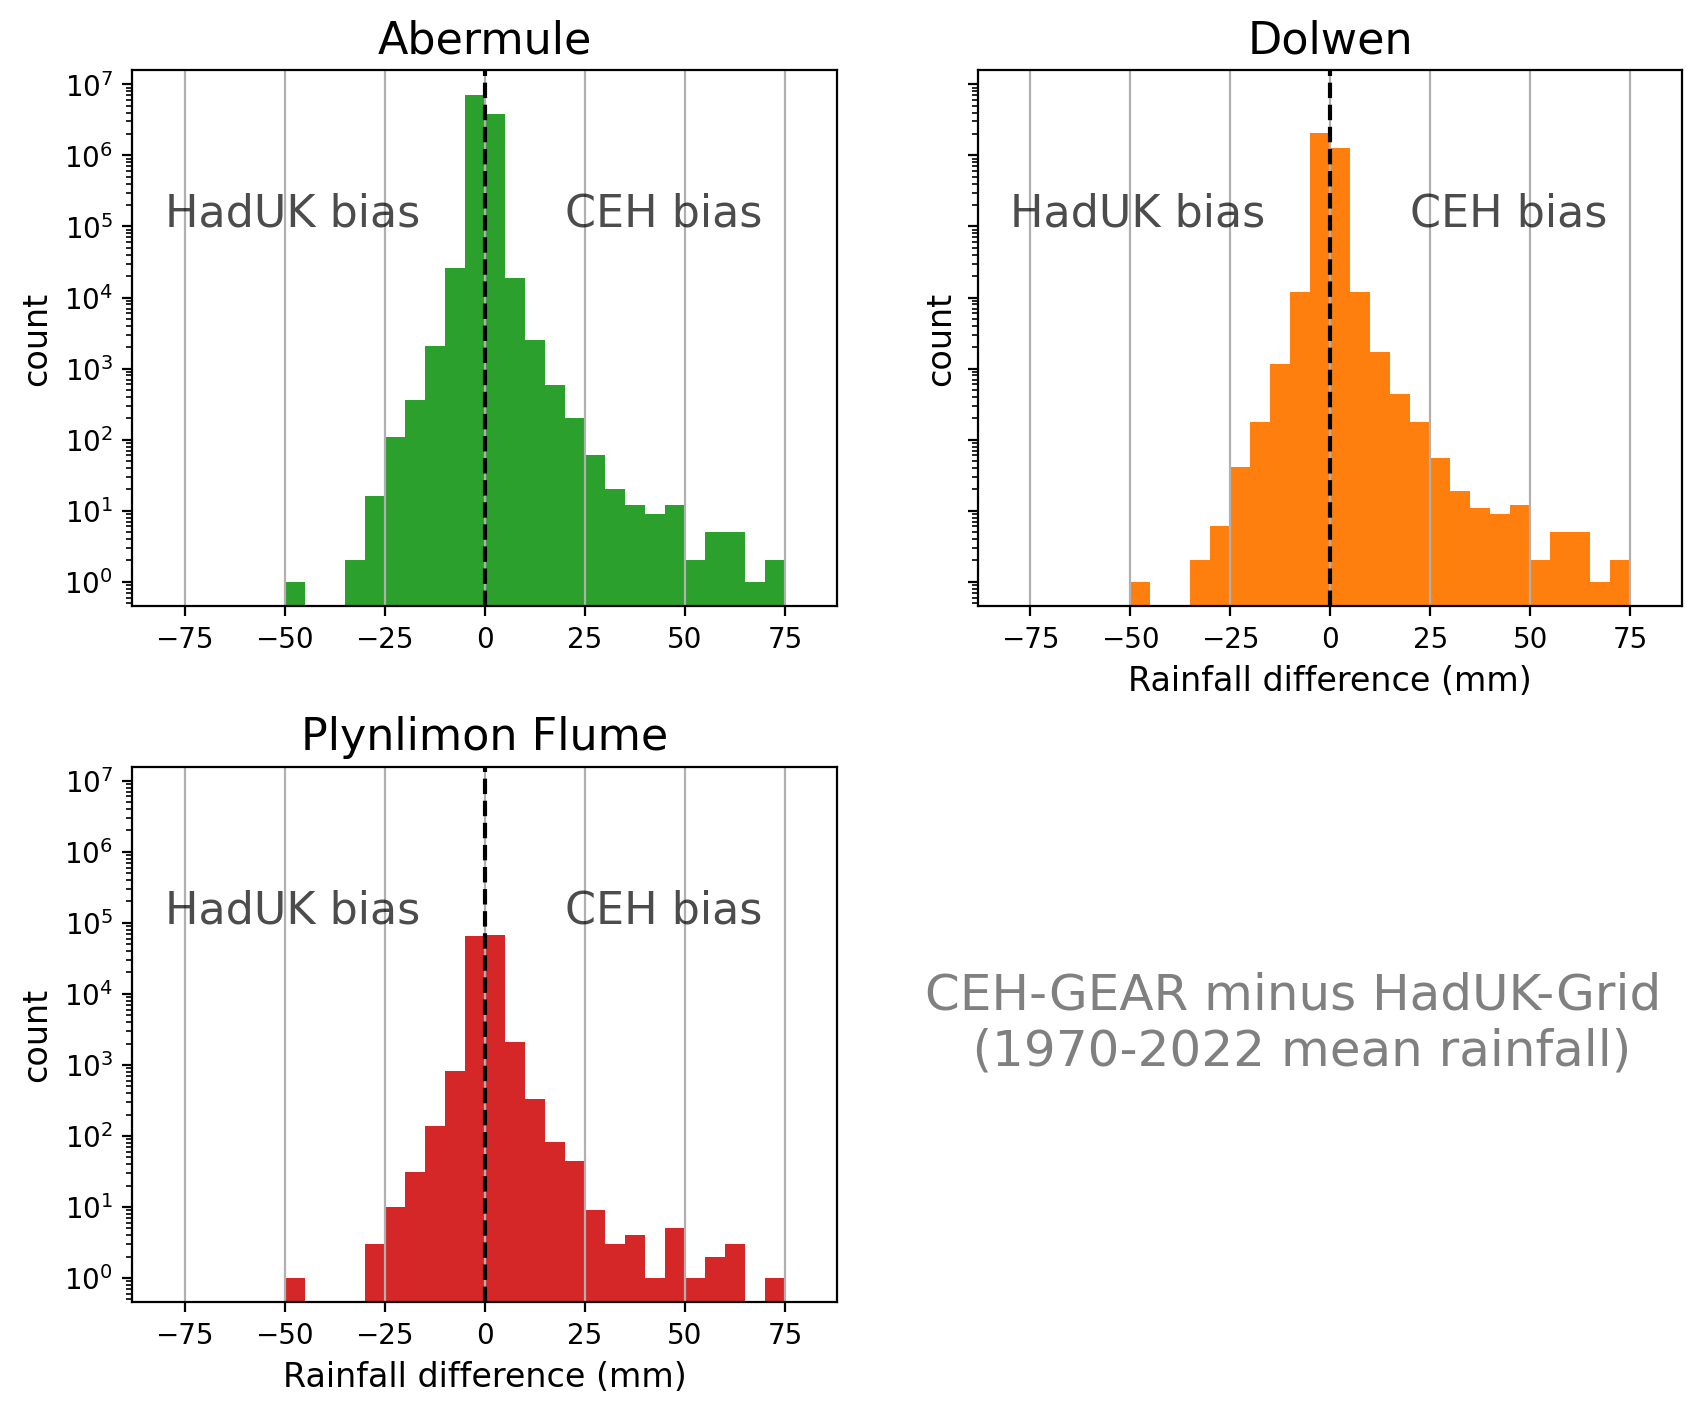 Abermule
Dolwen
10⁷
10⁶
10⁵
10⁴
10³
10²
10¹
10⁰
count
count
HadUK bias
CEH bias
HadUK bias
CEH bias
−75 −50 −25 0 25 50 75
−75 −50 −25 0 25 50 75
Rainfall difference (mm)
Plynlimon Flume
10⁷
10⁶
10⁵
10⁴
10³
10²
10¹
10⁰
count
HadUK bias
CEH bias
−75 −50 −25 0 25 50 75
Rainfall difference (mm)
CEH-GEAR minus HadUK-Grid
(1970-2022 mean rainfall)